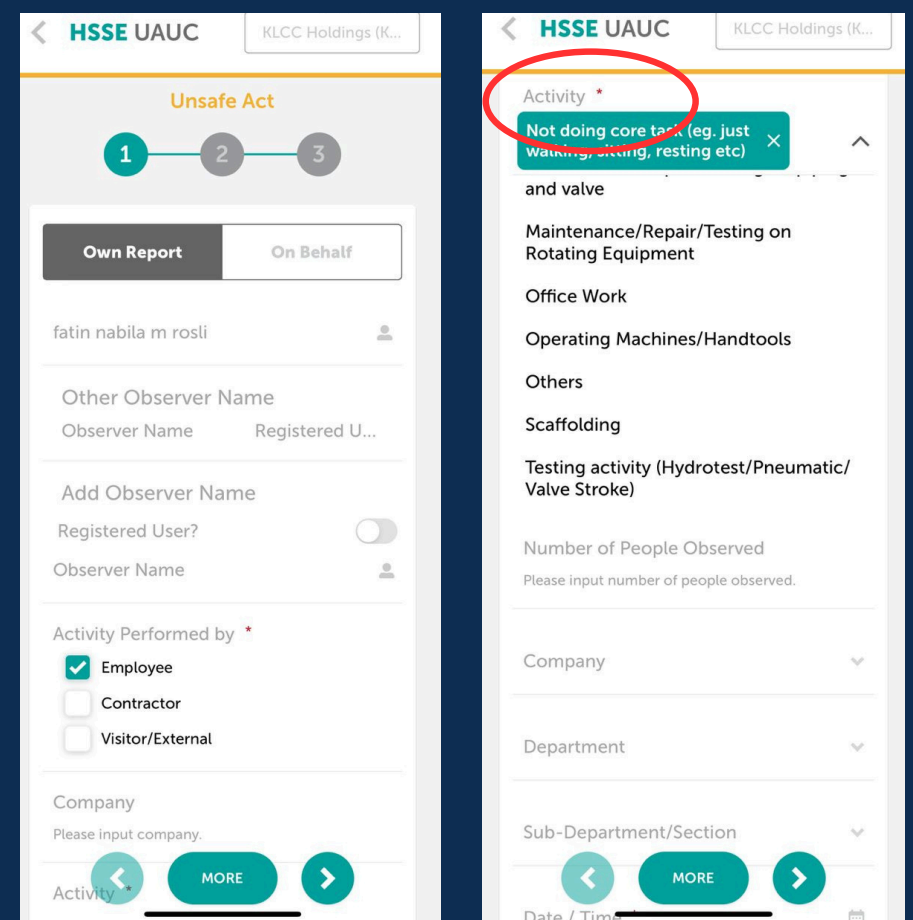 HSSE UAUC
KLCC Holdings (K...
Unsafe Act
1
2
3
Own Report
On Behalf
fatin nabila m rosli
Other Observer Name
Observer Name
Registered U...
Add Observer Name
Registered User?
Observer Name
Activity Performed by *
Employee
Contractor
Visitor/External
Company
Please input company.
Activity *
MORE
HSSE UAUC
KLCC Holdings (K...
Activity *
Not doing core task (eg. just
walking, sitting, resting etc)
and valve
Maintenance/Repair/Testing on
Rotating Equipment
Office Work
Operating Machines/Handtools
Others
Scaffolding
Testing activity (Hydrotest/Pneumatic/
Valve Stroke)
Number of People Observed
Please input number of people observed.
Company
Department
Sub-Department/Section
MORE
Date / Time